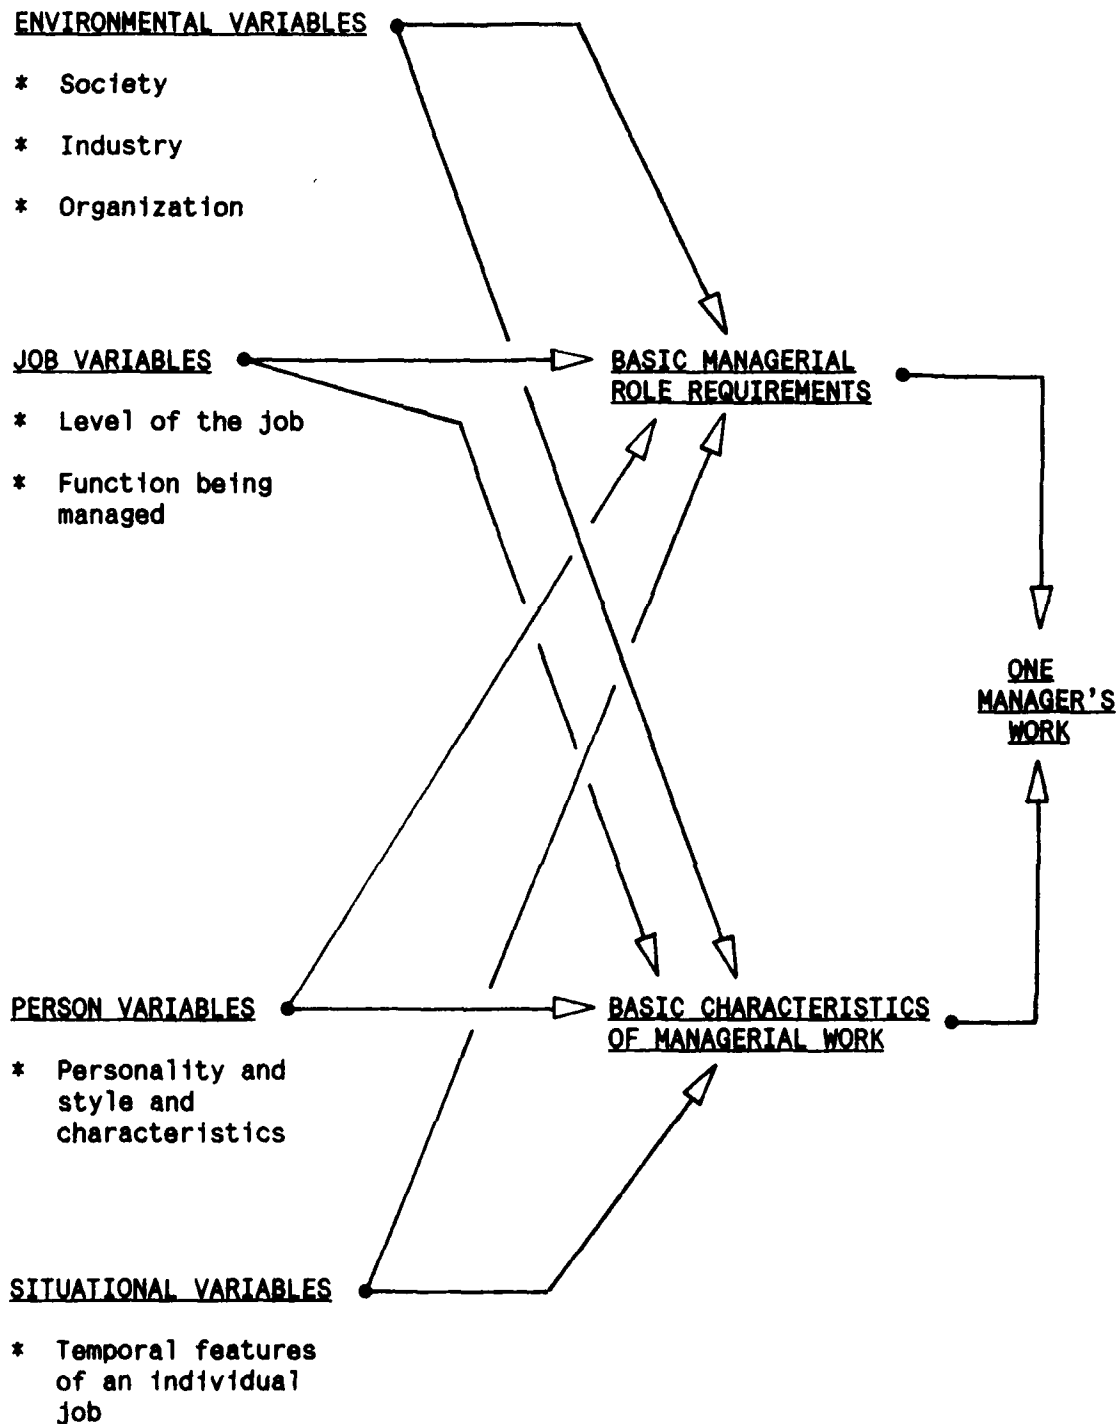 ENVIRONMENTAL VARIABLES
* Society
* Industry
* Organization
JOB VARIABLES
* Level of the job
* Function being
managed
BASIC MANAGERIAL
ROLE REQUIREMENTS
ONE
MANAGER'S
WORK
PERSON VARIABLES
* Personality and
style and
characteristics
BASIC CHARACTERISTICS
OF MANAGERIAL WORK
SITUATIONAL VARIABLES
* Temporal features
of an individual
job